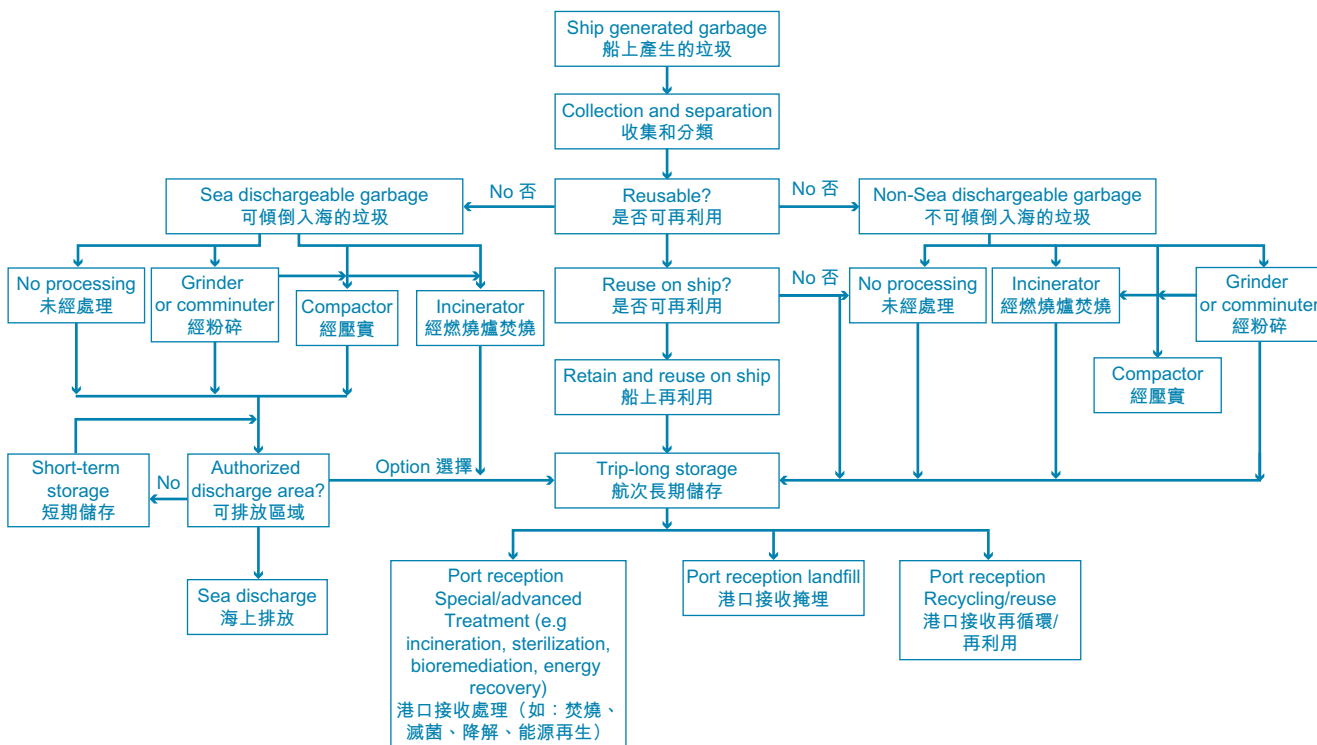 Ship generated garbage
船上產生的垃圾
Collection and separation
收集和分類
Sea dischargeable garbage
可傾倒入海的垃圾
No 否
Reusable?
是否可再利用
No 否
Non-Sea dischargeable garbage
不可傾倒入海的垃圾
No processing
未經處理
Grinder
or comminuter
經粉碎
Compactor
經壓實
Incinerator
經燃燒爐焚燒
Reuse on ship?
是否可再利用
No 否
No processing
未經處理
Incinerator
經燃燒爐焚燒
Grinder
or comminuter
經粉碎
Compactor
經壓實
Retain and reuse on ship
船上再利用
Short-term
storage
短期儲存
No
Authorized
discharge area?
可排放區域
Option 選擇
Trip-long storage
航次長期儲存
Sea discharge
海上排放
Port reception
Special/advanced
Treatment (e.g
incineration, sterilization,
bioremediation, energy
recovery)
港口接收處理（如：焚燒、
滅菌、降解、能源再生）
Port reception landfill
港口接收掩埋
Port reception
Recycling/reuse
港口接收再循環/
再利用